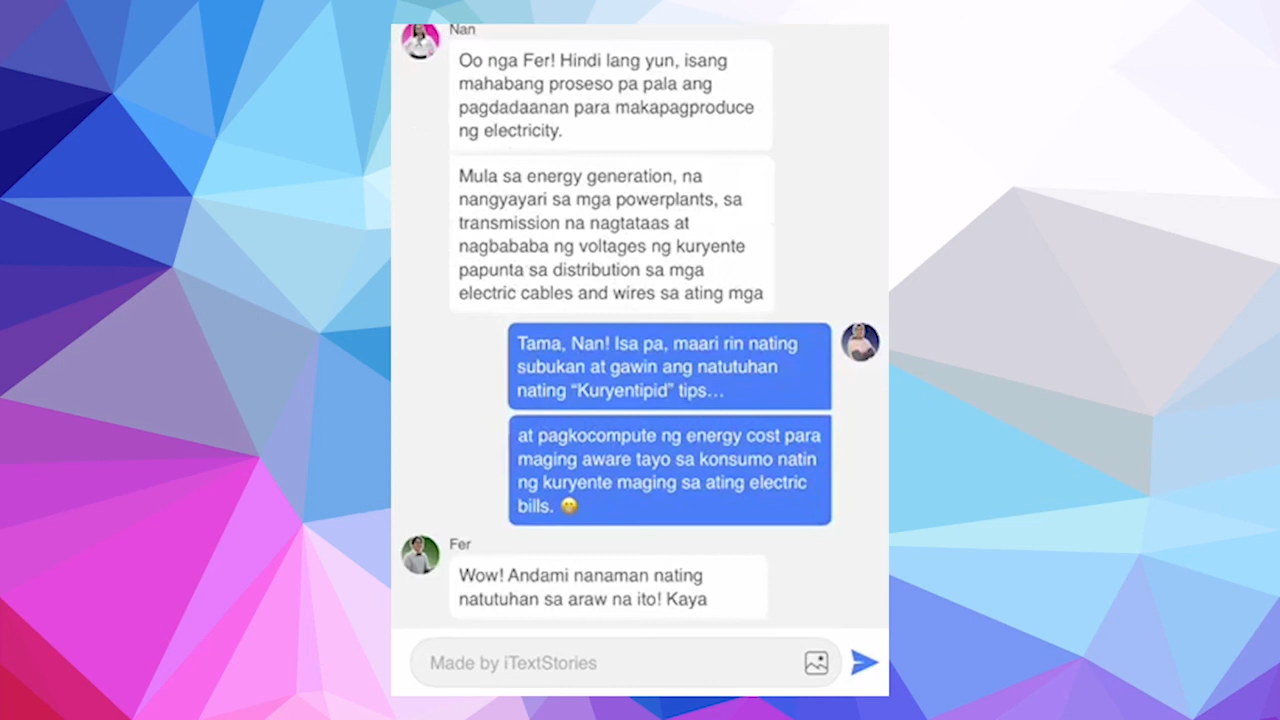 Nan
Oo nga Fer! Hindi lang yun, isang
mahabang proseso pa pala ang
pagdadaanan para makapagproduce
ng electricity.
Mula sa energy generation, na
nangyayari sa mga powerplants, sa
transmission na nagtataas at
nagbababa ng voltages ng kuryente
papunta sa distribution sa mga
electric cables and wires sa ating mga
Tama, Nan! Isa pa, maari rin nating
subukan at gawin ang natutuhan
nating “Kuryentipid” tips…
at pagkocompute ng energy cost para
maging aware tayo sa konsumo natin
ng kuryente maging sa ating electric
bills. 😁
Fer
Wow! Andami nanaman nating
natutuhan sa araw na ito! Kaya
Made by iTextStories